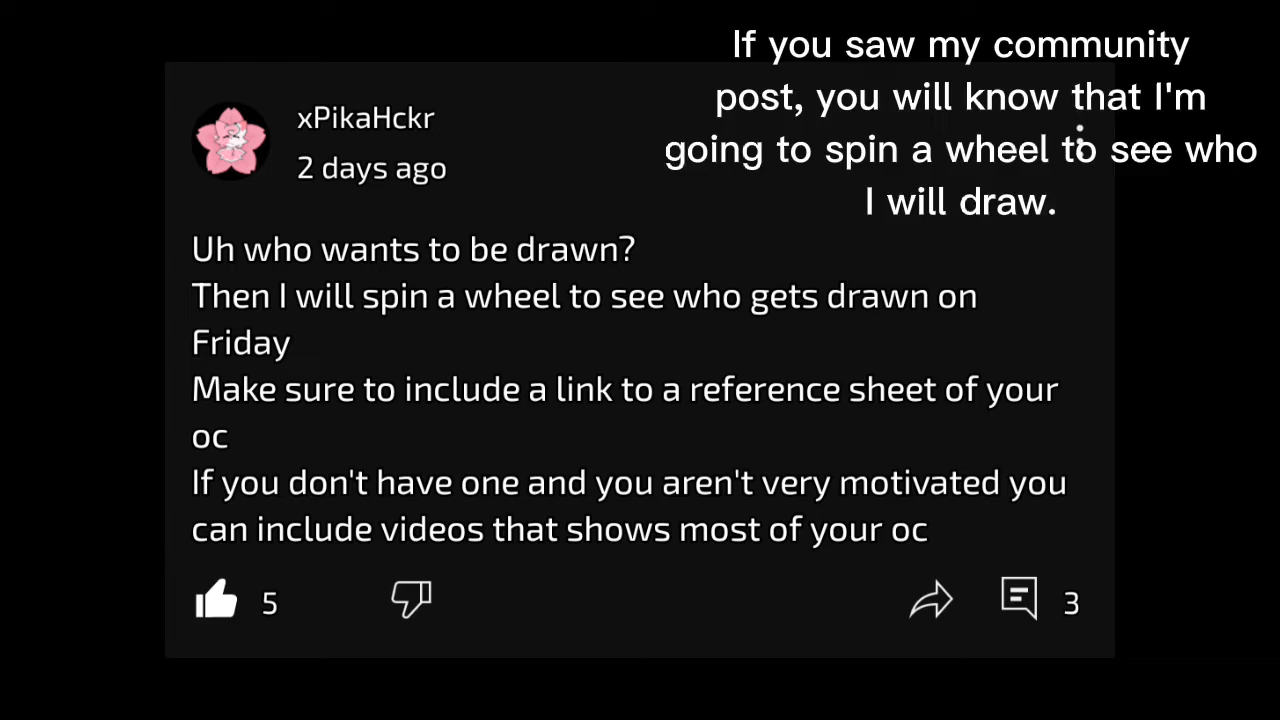 If you saw my community
post, you will know that I'm
going to spin a wheel to see who
I will draw.
xPikaHckr
2 days ago
Uh who wants to be drawn?
Then I will spin a wheel to see who gets drawn on
Friday
Make sure to include a link to a reference sheet of your
oc
If you don't have one and you aren't very motivated you
can include videos that shows most of your oc
5
3